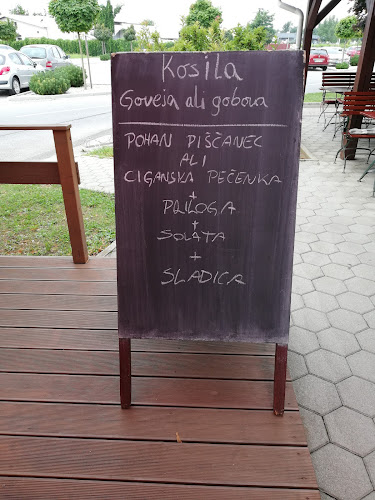 Kosila
Goveja ali gobova
POHAN PIŠČANEC
ALI
CIGANSKA PEČENKA
+
PRILOGA
+
SOLATA
+
SLADICA